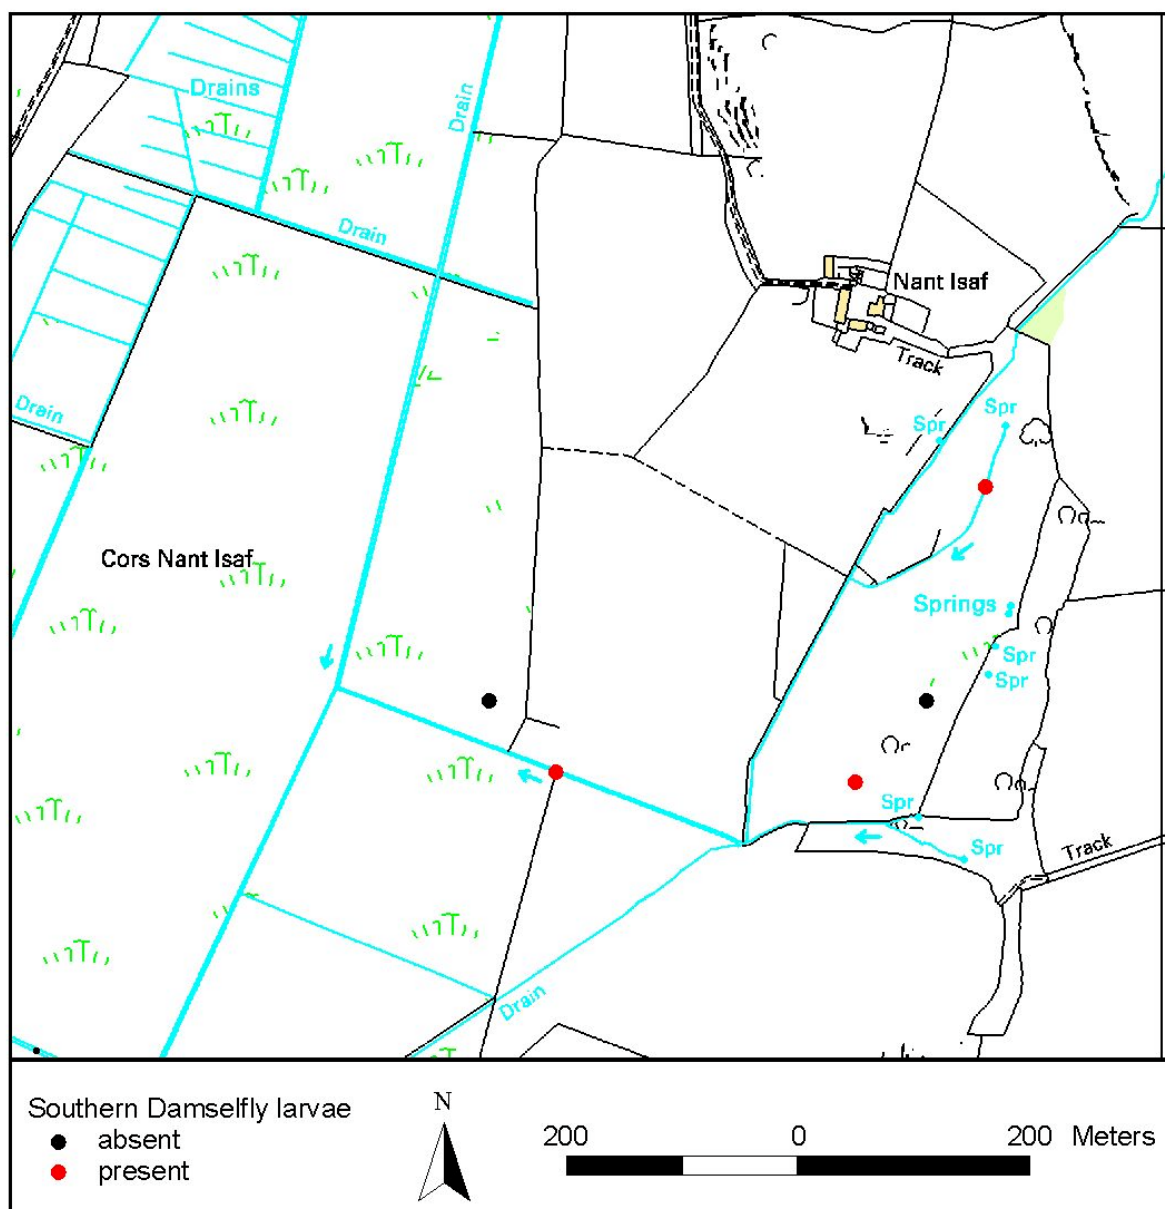 Drains
Drain
Drain
Nant Isaf
Track
Drain
Spr
Spr
Cors Nant Isaf
Springs
Spr
Spr
Spr
Spr
Track
Drain
Southern Damselfly larvae
absent
present
N
200 0 200 Meters